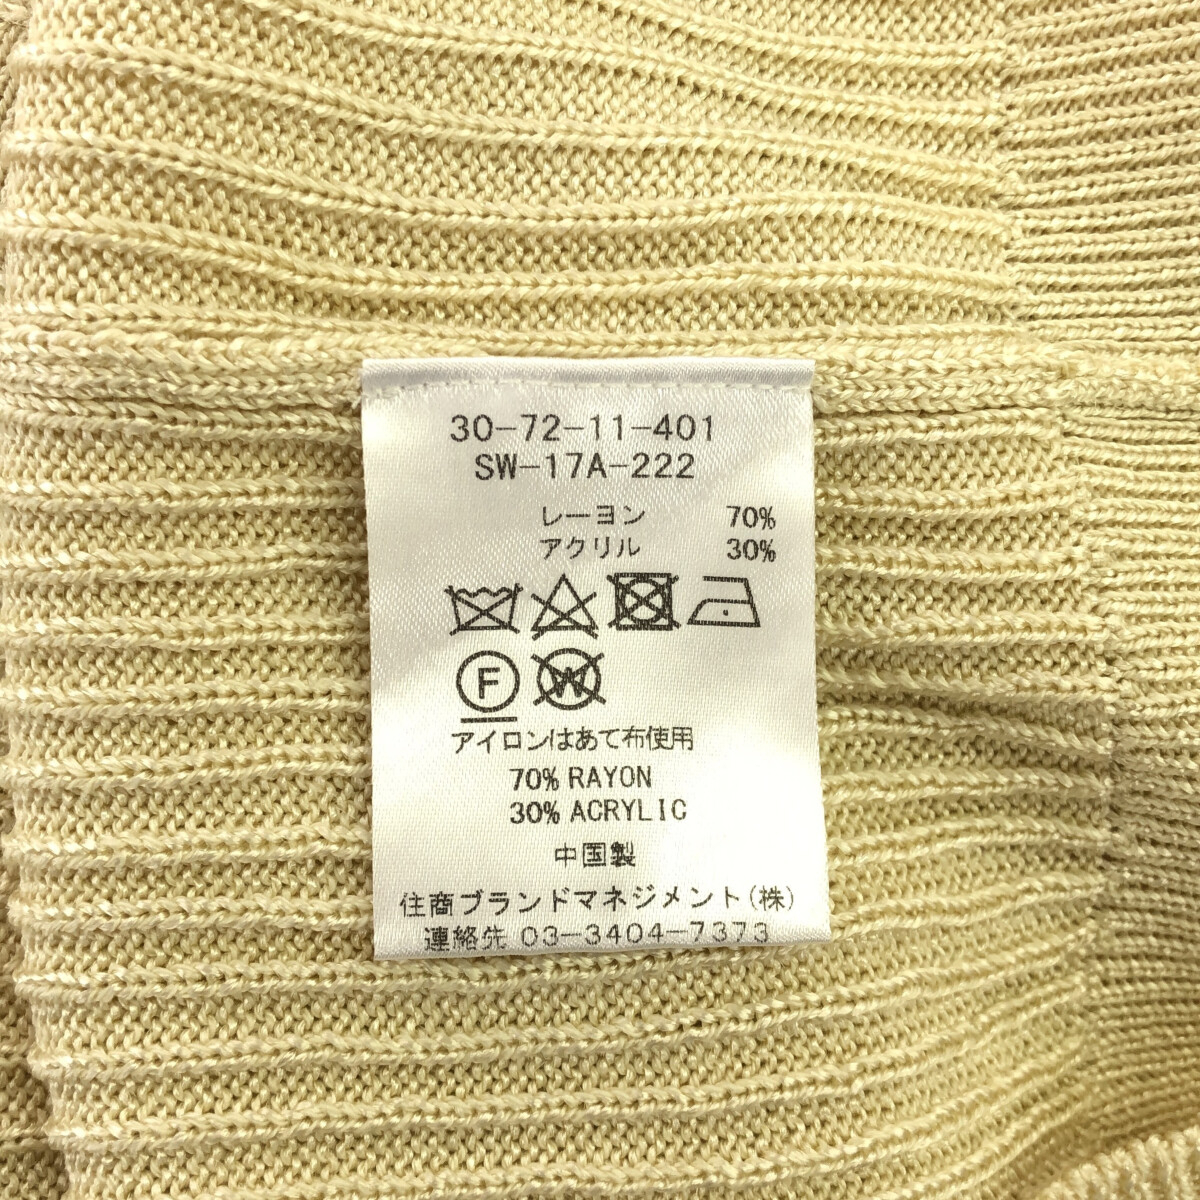 30-72-11-401
SW-17A-222
レーヨン 70%
アクリル 30%
F W
アイロンはあて布使用
70% RAYON
30% ACRYLIC
中国製
住商ブランドマネジメント(株)
連絡先 03-3404-7373